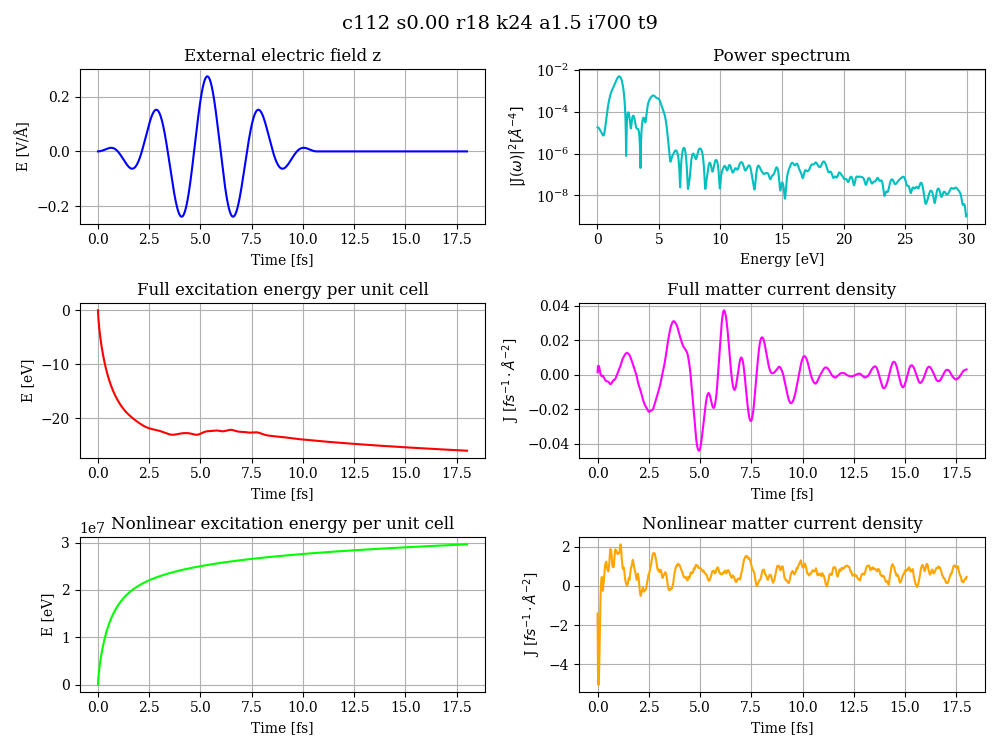 c112 s0.00 r18 k24 a1.5 i700 t9
External electric field z
E [V/Å]
0.2
0.0
−0.2
0.0 2.5 5.0 7.5 10.0 12.5 15.0 17.5
Time [fs]
Power spectrum
|J(ω)|² [Å⁻⁴]
10⁻²
10⁻⁴
10⁻⁶
10⁻⁸
0 5 10 15 20 25 30
Energy [eV]
Full excitation energy per unit cell
E [eV]
0
−10
−20
0.0 2.5 5.0 7.5 10.0 12.5 15.0 17.5
Time [fs]
Full matter current density
J [fs⁻¹ · Å⁻²]
0.04
0.02
0.00
−0.02
−0.04
0.0 2.5 5.0 7.5 10.0 12.5 15.0 17.5
Time [fs]
Nonlinear excitation energy per unit cell
1e7
E [eV]
3
2
1
0
0.0 2.5 5.0 7.5 10.0 12.5 15.0 17.5
Time [fs]
Nonlinear matter current density
J [fs⁻¹ · Å⁻²]
2
0
−2
−4
0.0 2.5 5.0 7.5 10.0 12.5 15.0 17.5
Time [fs]